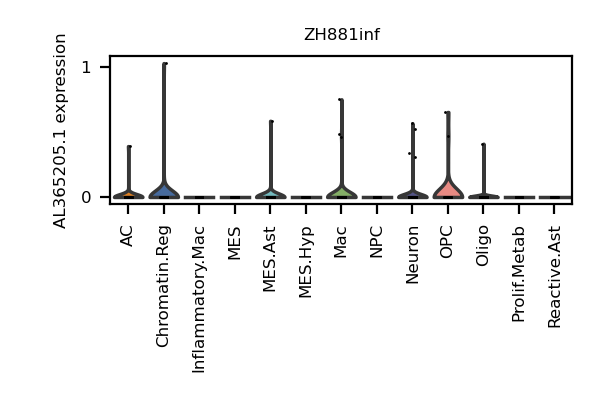 ZH881inf
AL365205.1 expression
1
0
AC
Chromatin.Reg
Inflammatory.Mac
MES
MES.Ast
MES.Hyp
Mac
NPC
Neuron
OPC
Oligo
Prolif.Metab
Reactive.Ast